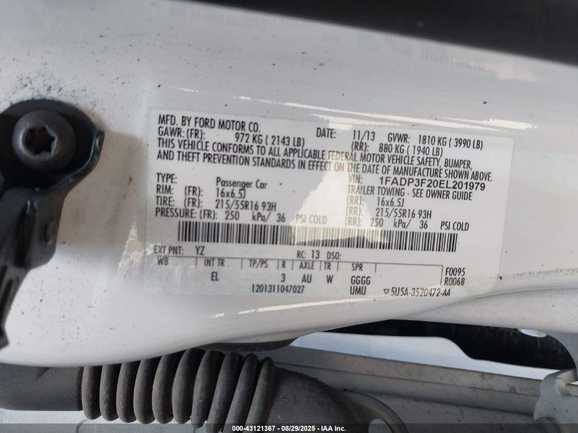 MFD. BY FORD MOTOR CO. DATE: 11/13 GVWR: 1810 KG ( 3990 LB)
GAWR: (FR): 972 KG ( 2143 LB) (RR): 880 KG (1940 LB)
THIS VEHICLE CONFORMS TO ALL APPLICABLE FEDERAL MOTOR VEHICLE SAFETY, BUMPER,
AND THEFT PREVENTION STANDARDS IN EFFECT ON THE DATE OF MANUFACTURE SHOWN ABOVE.
VIN: 1FADP3F20EL201979
TYPE: Passenger Car TRAILER TOWING - SEE OWNER GUIDE
RIM: (FR): 16x6.5J (RR): 16x6.5J
TIRE: (FR): 215/55R16 93H (RR): 215/55R16 93H
PRESSURE: (FR): 250 kPa/ 36 PSI COLD (RR): 250 kPa/ 36 PSI COLD
EXT PNT: YZ RC: 13 DSO: F0095
WB INT TR TP/PS R AXLE TR SPR R0068
EL 3 AU W GGGG
1201311047027 UMU 5U5A-3520472-AA
000-43121367 - 08/29/2025 - IAA Inc.